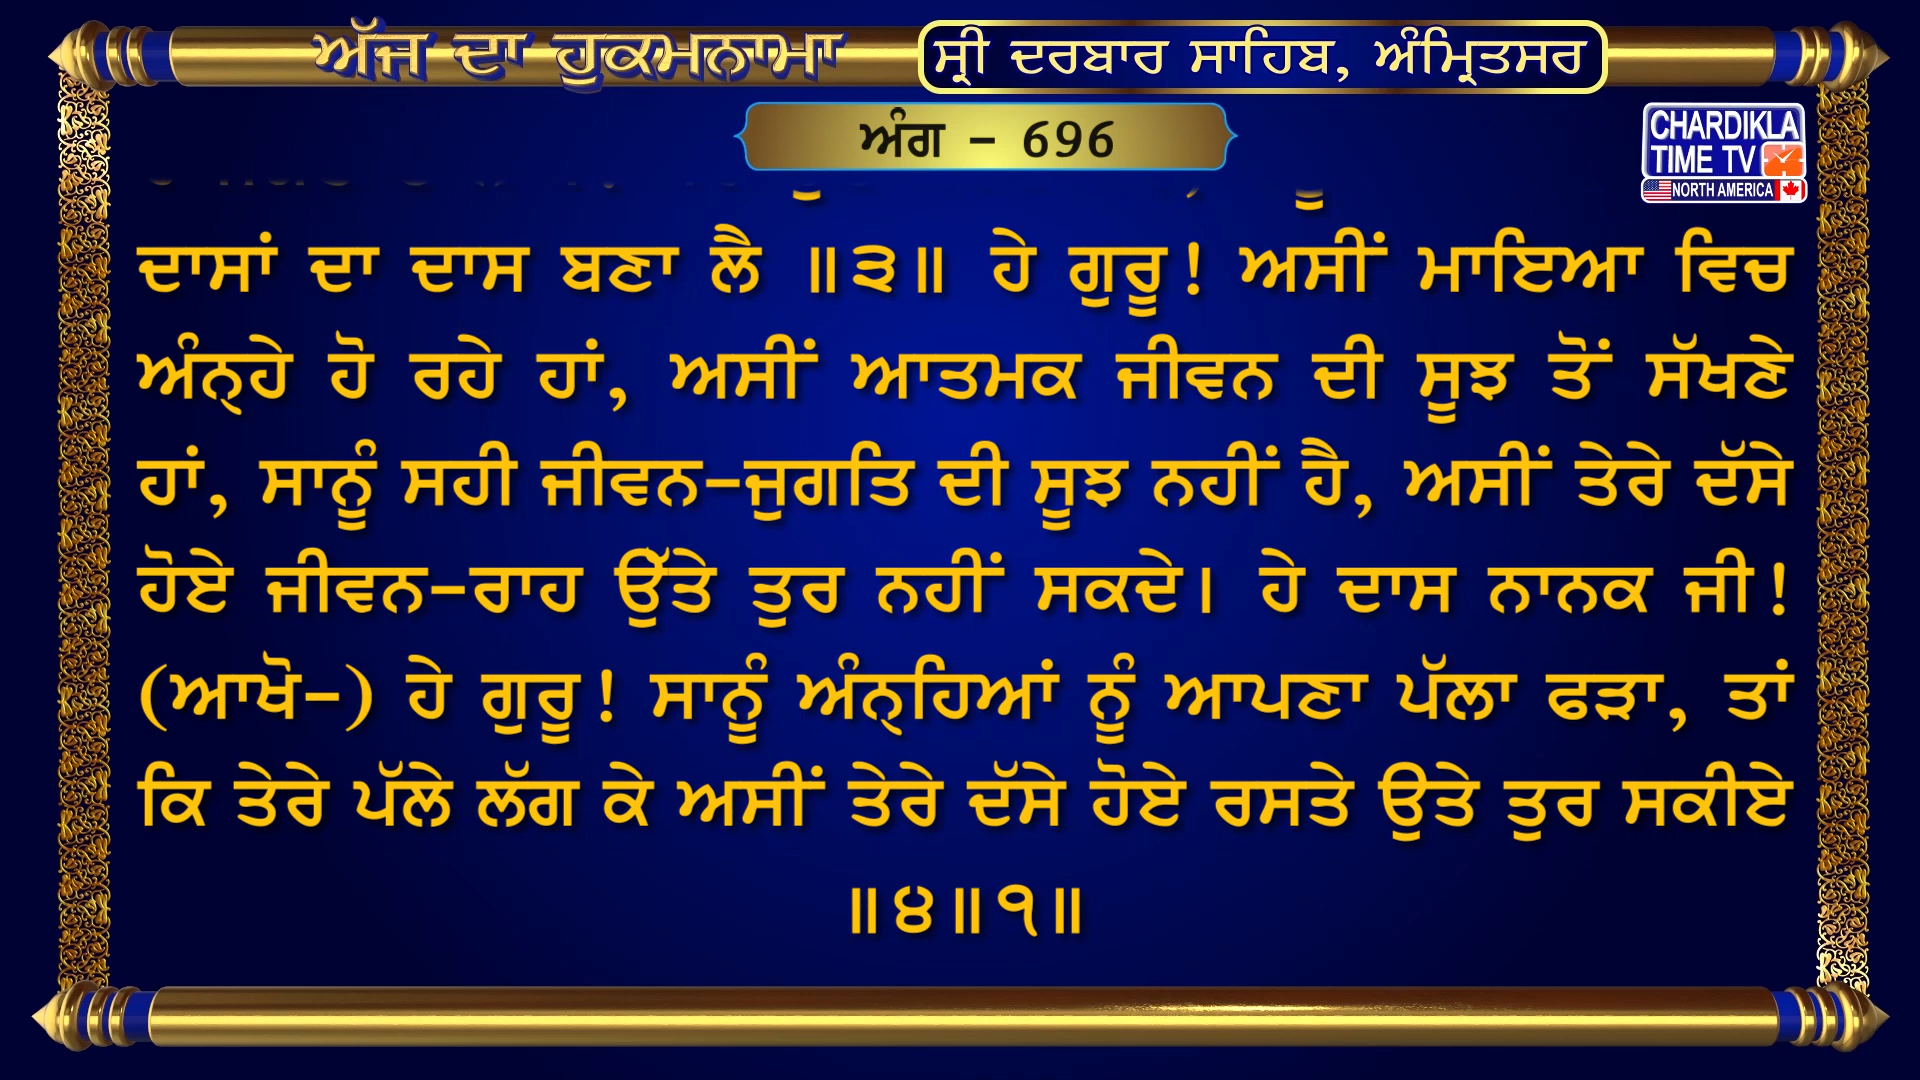 ਅੱਜ ਦਾ ਹੁਕਮਨਾਮਾ
ਸ੍ਰੀ ਦਰਬਾਰ ਸਾਹਿਬ, ਅੰਮ੍ਰਿਤਸਰ
ਅੰਗ - 696
CHARDIKLA
TIME TV
NORTH AMERICA
ਦਾਸਾਂ ਦਾ ਦਾਸ ਬਣਾ ਲੈ ॥੩॥ ਹੇ ਗੁਰੂ! ਅਸੀਂ ਮਾਇਆ ਵਿਚ
ਅੰਨ੍ਹੇ ਹੋ ਰਹੇ ਹਾਂ, ਅਸੀਂ ਆਤਮਕ ਜੀਵਨ ਦੀ ਸੂਝ ਤੋਂ ਸੱਖਣੇ
ਹਾਂ, ਸਾਨੂੰ ਸਹੀ ਜੀਵਨ-ਜੁਗਤਿ ਦੀ ਸੂਝ ਨਹੀਂ ਹੈ, ਅਸੀਂ ਤੇਰੇ ਦੱਸੇ
ਹੋਏ ਜੀਵਨ-ਰਾਹ ਉੱਤੇ ਤੁਰ ਨਹੀਂ ਸਕਦੇ। ਹੇ ਦਾਸ ਨਾਨਕ ਜੀ!
(ਆਖੋ-) ਹੇ ਗੁਰੂ! ਸਾਨੂੰ ਅੰਨ੍ਹਿਆਂ ਨੂੰ ਆਪਣਾ ਪੱਲਾ ਫੜਾ, ਤਾਂ
ਕਿ ਤੇਰੇ ਪੱਲੇ ਲੱਗ ਕੇ ਅਸੀਂ ਤੇਰੇ ਦੱਸੇ ਹੋਏ ਰਸਤੇ ਉਤੇ ਤੁਰ ਸਕੀਏ
॥੪॥੧॥